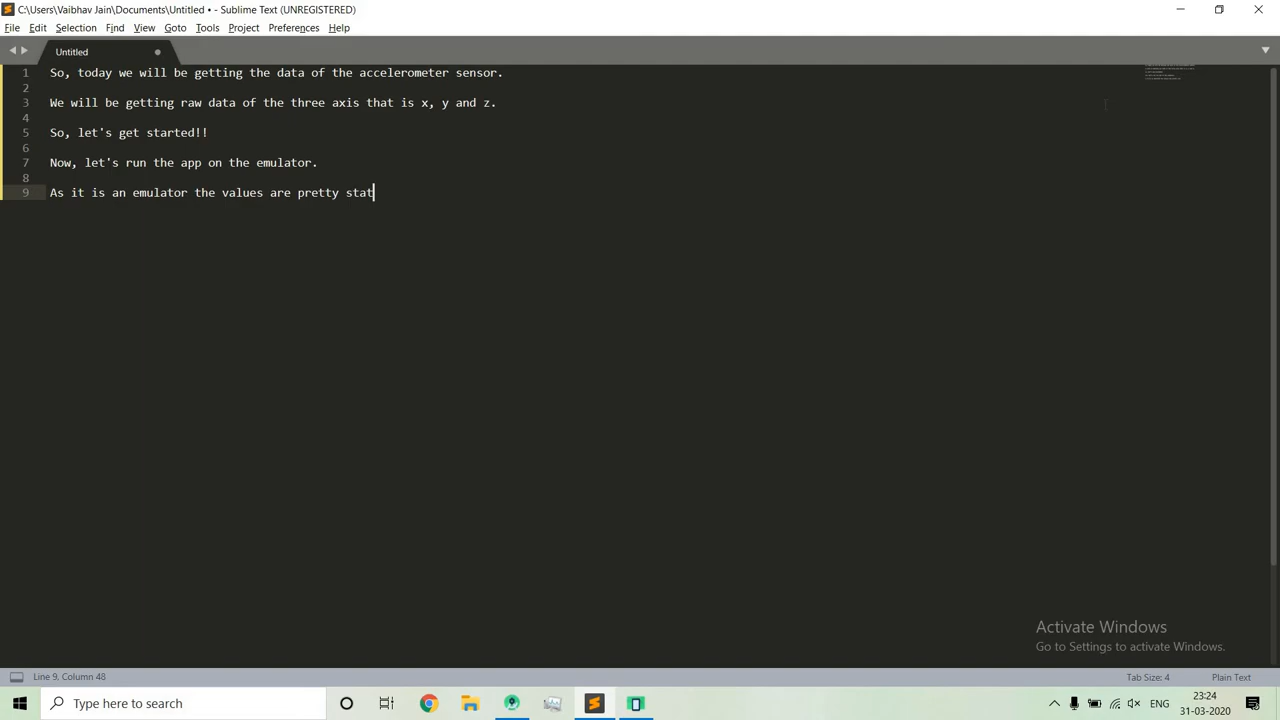 C:\Users\Vaibhav Jain\Documents\Untitled • - Sublime Text (UNREGISTERED)
File Edit Selection Find View Goto Tools Project Preferences Help
Untitled
1 So, today we will be getting the data of the accelerometer sensor.
2
3 We will be getting raw data of the three axis that is x, y and z.
4
5 So, let's get started!!
6
7 Now, let's run the app on the emulator.
8
9 As it is an emulator the values are pretty stat
Activate Windows
Go to Settings to activate Windows.
Line 9, Column 48 Tab Size: 4 Plain Text
Type here to search ENG 23:24
31-03-2020